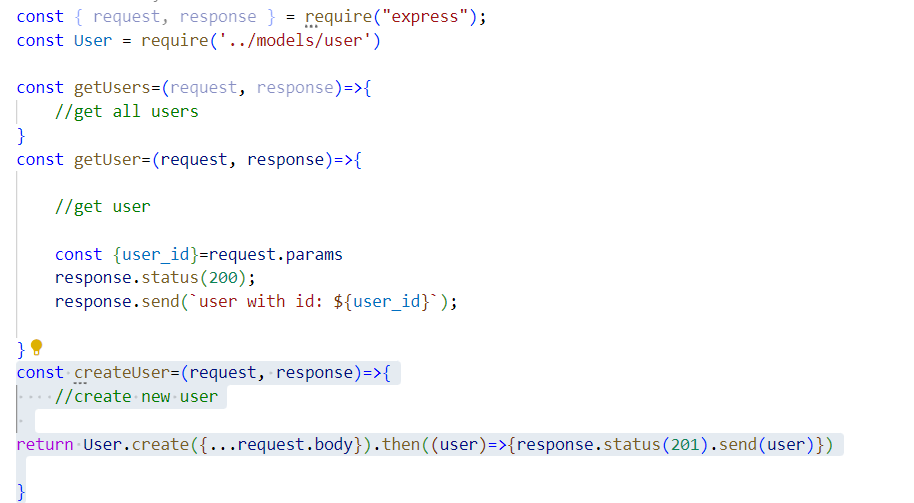 const { request, response } = require("express");
const User = require('../models/user')
const getUsers=(request, response)=>{
    //get all users
}
const getUser=(request, response)=>{
    //get user
    const {user_id}=request.params
    response.status(200);
    response.send(`user with id: ${user_id}`);
}
const createUser=(request, response)=>{
    //create new user
return User.create({...request.body}).then((user)=>{response.status(201).send(user)})
}